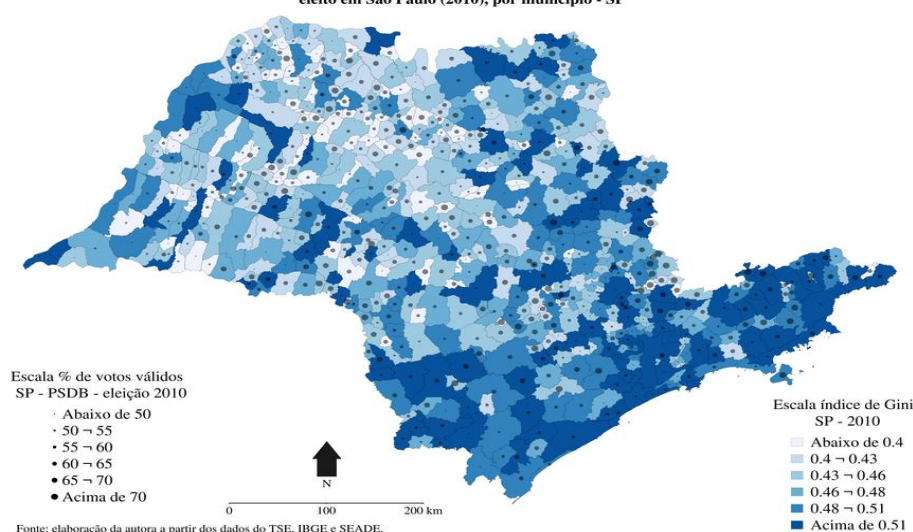 eleito em São Paulo (2010), por município - SP
Escala % de votos válidos
SP - PSDB - eleição 2010
Abaixo de 50
50 ¬ 55
55 ¬ 60
60 ¬ 65
65 ¬ 70
Acima de 70
N
0 100 200 km
Escala índice de Gini
SP - 2010
Abaixo de 0.4
0.4 ¬ 0.43
0.43 ¬ 0.46
0.46 ¬ 0.48
0.48 ¬ 0.51
Acima de 0.51
Fonte: elaboração da autora a partir dos dados do TSE, IBGE e SEADE.